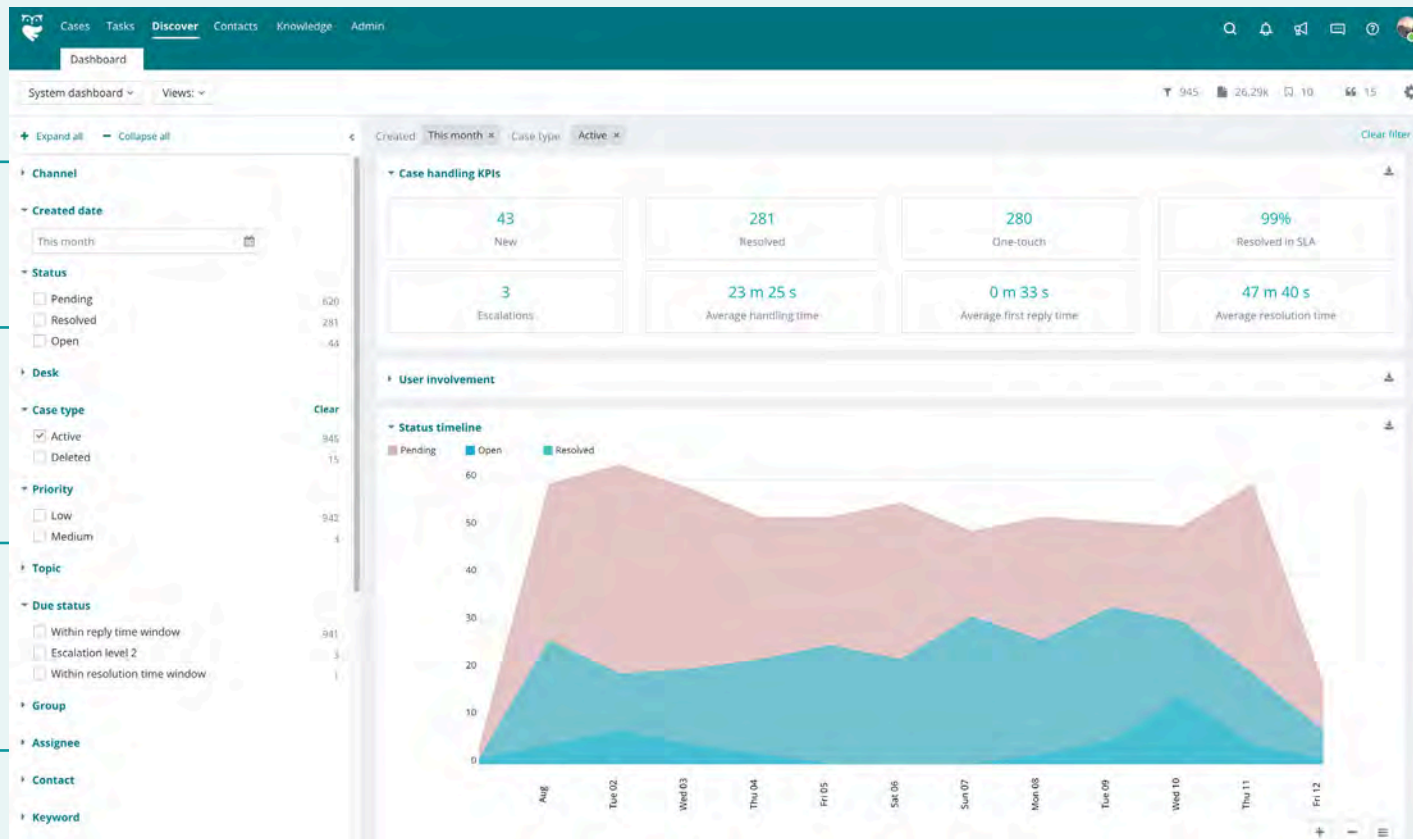 Cases Tasks Discover Contacts Knowledge Admin
Dashboard
System dashboard Views:
945 26,29k 10 15
Expand all Collapse all
Created This month × Case type Active × Clear filter
Channel
Created date
This month
Status
Pending 620
Resolved 281
Open 44
Desk
Case type Clear
Active 945
Deleted 15
Priority
Low 942
Medium 3
Topic
Due status
Within reply time window 941
Escalation level 2 3
Within resolution time window 1
Group
Assignee
Contact
Keyword
Case handling KPIs
43 281 280 99%
New Resolved One-touch Resolved in SLA
3 23 m 25 s 0 m 33 s 47 m 40 s
Escalations Average handling time Average first reply time Average resolution time
User involvement
Status timeline
Pending Open Resolved
60
50
40
30
20
10
0
Aug Tue 02 Wed 03 Thu 04 Fri 05 Sat 06 Sun 07 Mon 08 Tue 09 Wed 10 Thu 11 Fri 12